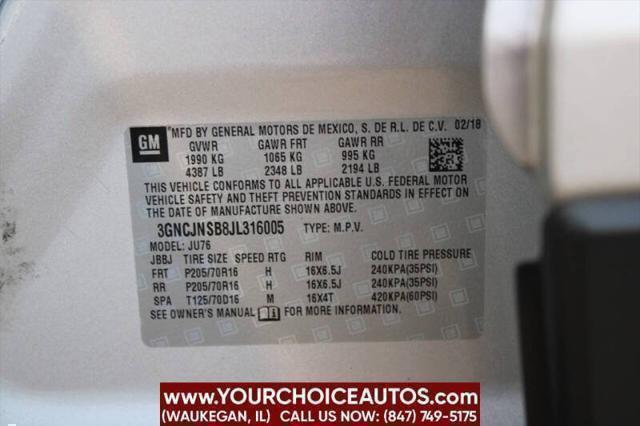 GM
MFD BY GENERAL MOTORS DE MEXICO, S. DE R.L. DE C.V. 02/18
GVWR GAWR FRT GAWR RR
1990 KG 1065 KG 995 KG
4387 LB 2348 LB 2194 LB
THIS VEHICLE CONFORMS TO ALL APPLICABLE U.S. FEDERAL MOTOR
VEHICLE SAFETY AND THEFT PREVENTION STANDARDS IN EFFECT ON
THE DATE OF MANUFACTURE SHOWN ABOVE.
3GNCJNSB8JL316005 TYPE: M.P.V.
MODEL: JU76
JBBJ TIRE SIZE SPEED RTG RIM COLD TIRE PRESSURE
FRT P205/70R16 H 16X6.5J 240KPA(35PSI)
RR P205/70R16 H 16X6.5J 240KPA(35PSI)
SPA T125/70D16 M 16X4T 420KPA(60PSI)
SEE OWNER'S MANUAL FOR MORE INFORMATION.
WWW.YOURCHOICEAUTOS.COM
(WAUKEGAN, IL) CALL US FROM: (847) 749-5175